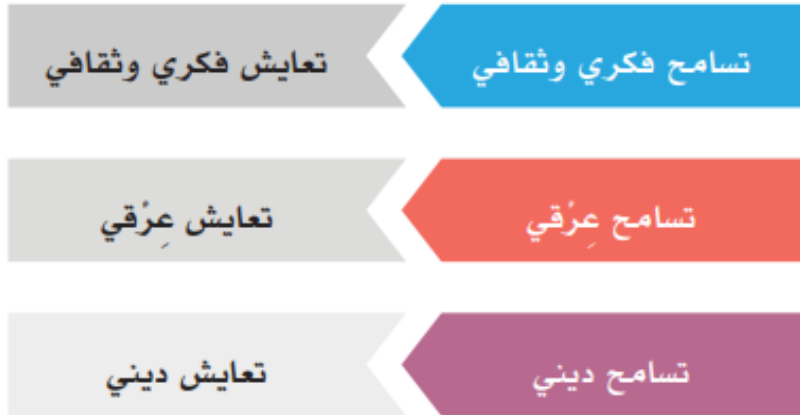 تسامح فكري وثقافي
تعايش فكري وثقافي
تسامح عِرْقي
تعايش عِرْقي
تسامح ديني
تعايش ديني